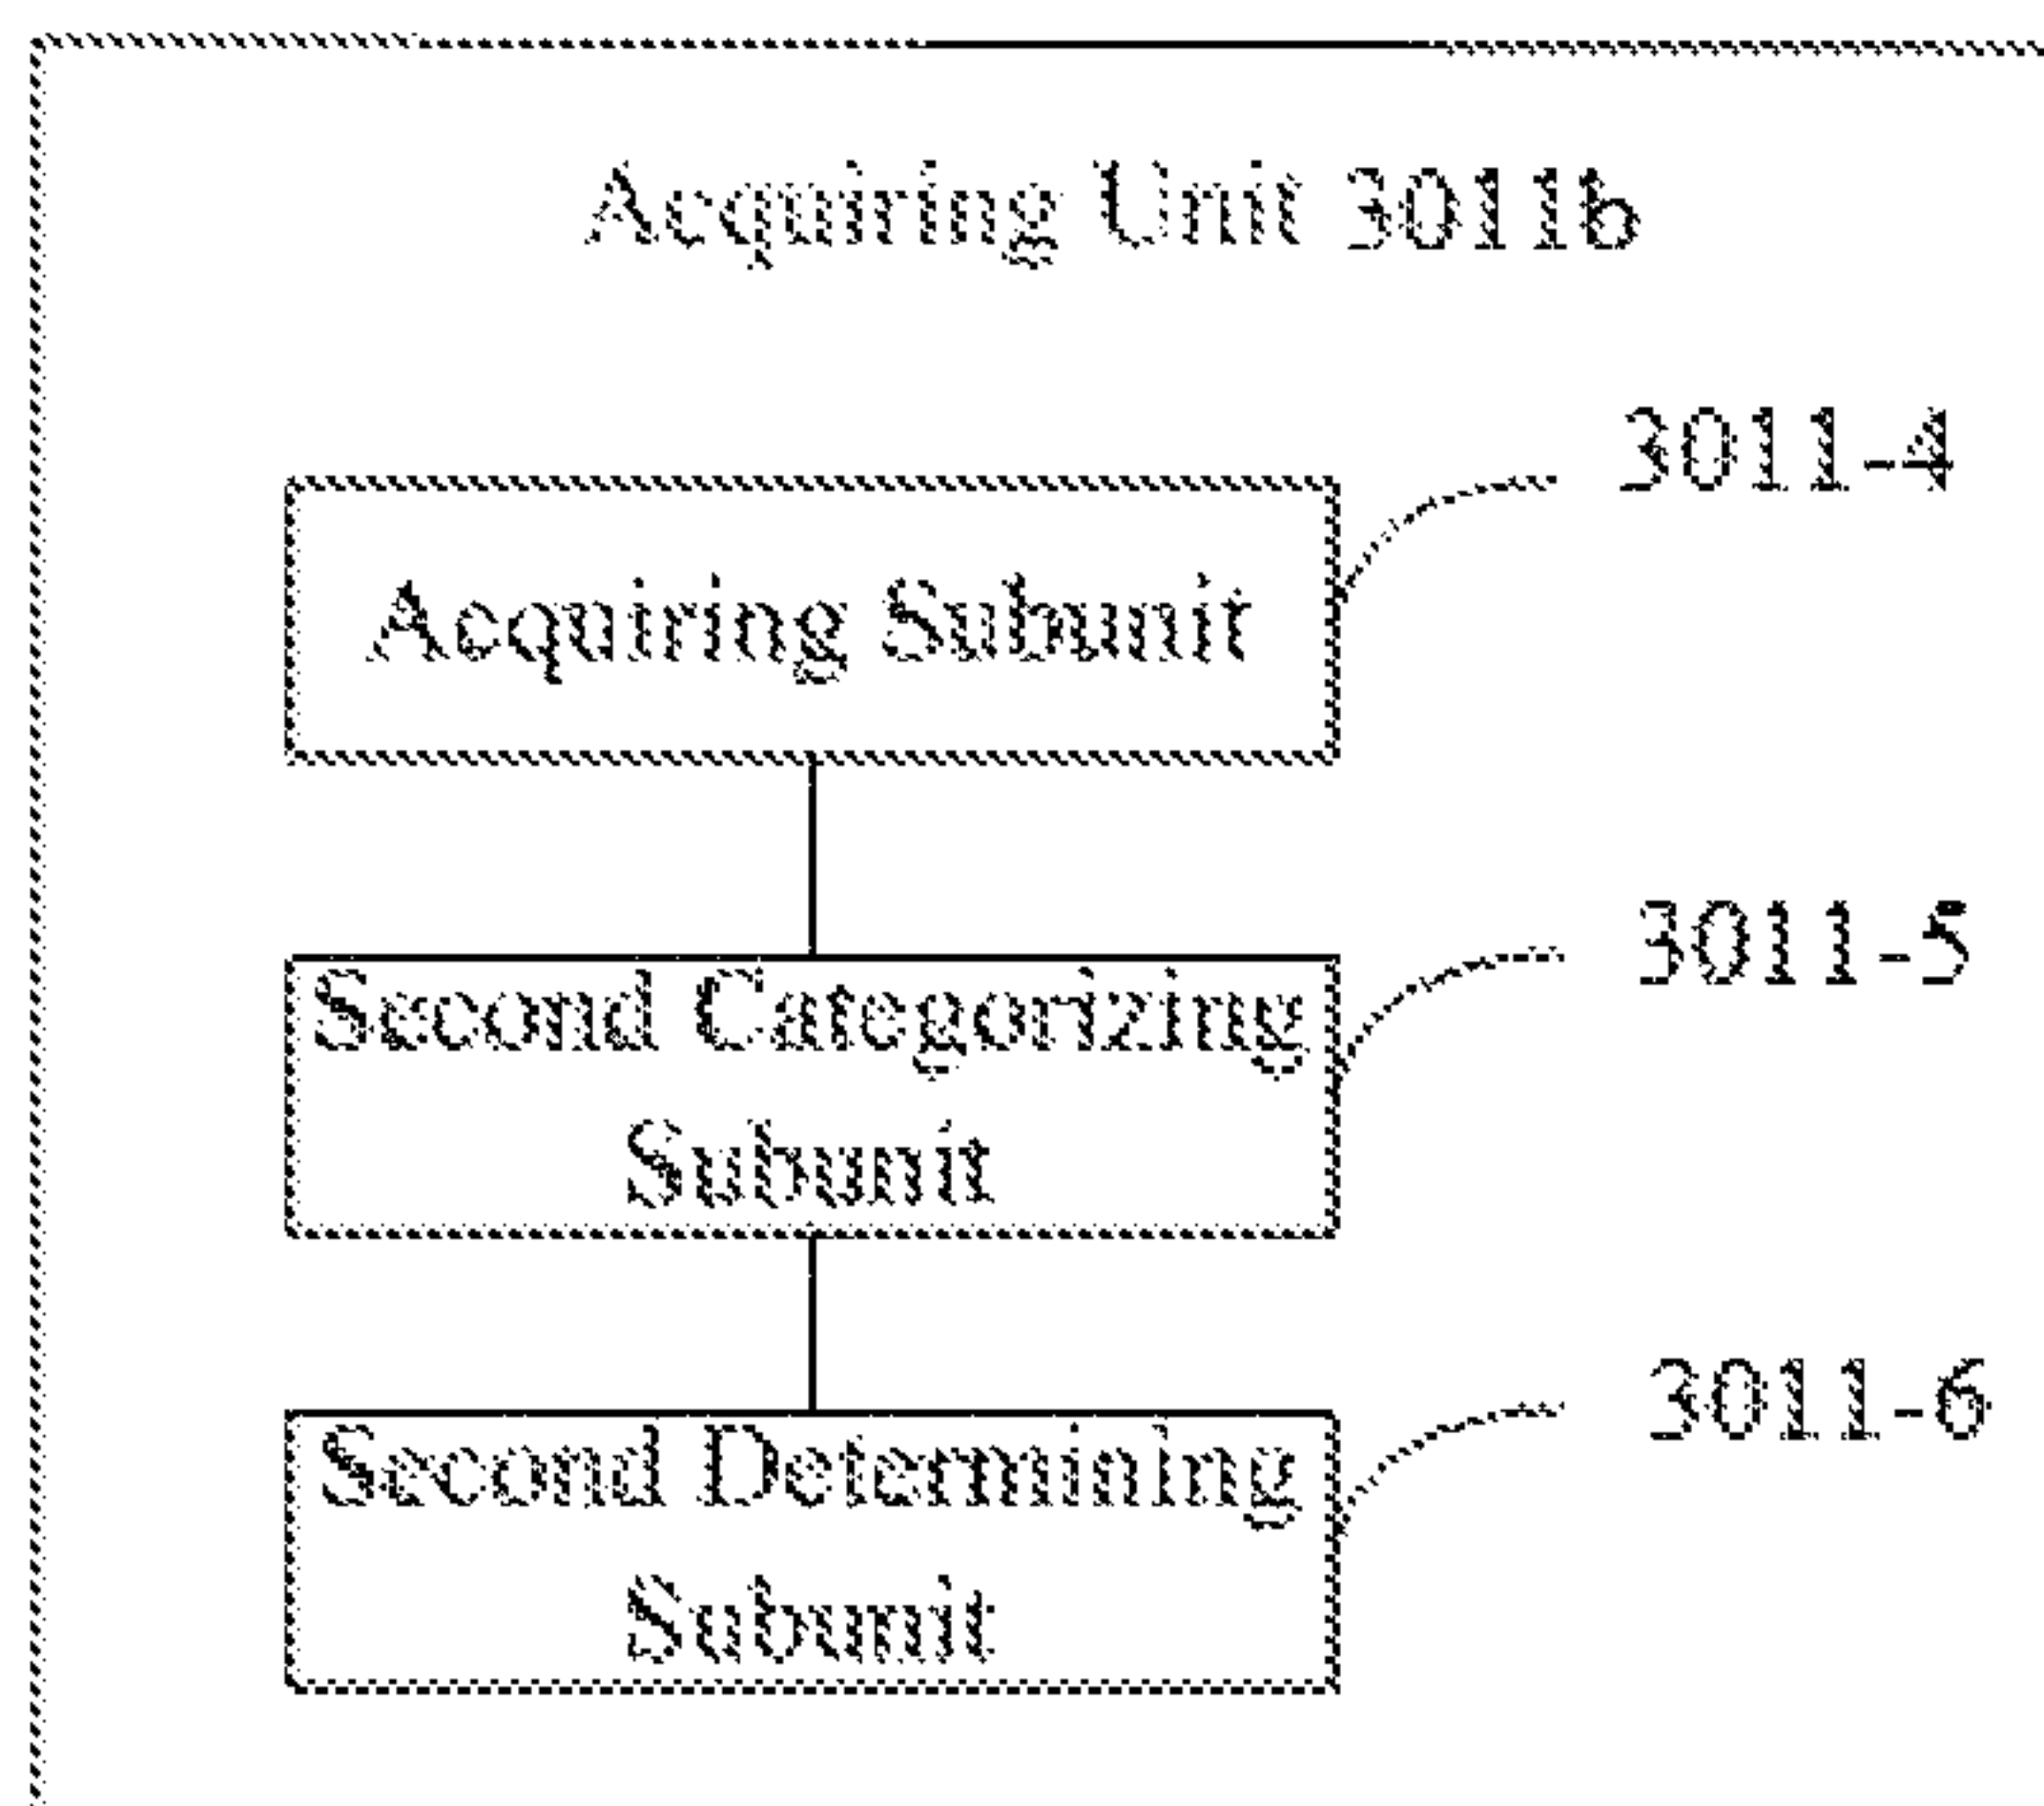 Acquiring Unit 3011b
3011-4
Acquiring Subunit
3011-5
Second Categorizing
Subunit
3011-6
Second Determining
Subunit